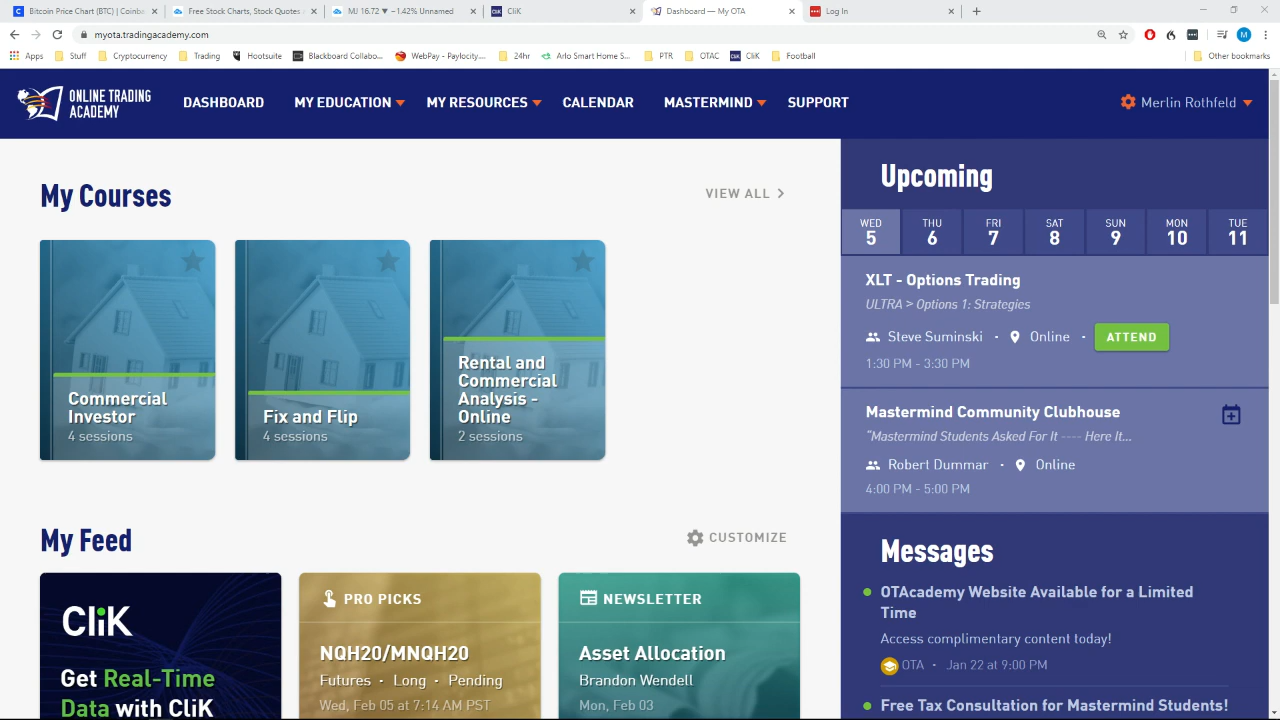 Bitcoin Price Chart (BTC) | Coinba
Free Stock Charts, Stock Quotes
MJ 16.72 ▼ −1.42% Unnamed
CliK
Dashboard — My OTA
Log In
myota.tradingacademy.com
Apps
Stuff
Cryptocurrency
Trading
Hootsuite
Blackboard Collabo...
WebPay - Paylocity...
24hr
Arlo Smart Home S...
PTR
OTAC
CliK
Football
Other bookmarks
ONLINE TRADING
ACADEMY
DASHBOARD
MY EDUCATION
MY RESOURCES
CALENDAR
MASTERMIND
SUPPORT
Merlin Rothfeld
My Courses
VIEW ALL
Commercial
Investor
4 sessions
Fix and Flip
4 sessions
Rental and
Commercial
Analysis -
Online
2 sessions
My Feed
CUSTOMIZE
CliK
Get Real-Time
Data with CliK
PRO PICKS
NQH20/MNQH20
Futures · Long · Pending
Wed, Feb 05 at 7:14 AM PST
NEWSLETTER
Asset Allocation
Brandon Wendell
Mon, Feb 03
Upcoming
WED
5
THU
6
FRI
7
SAT
8
SUN
9
MON
10
TUE
11
XLT - Options Trading
ULTRA > Options 1: Strategies
Steve Suminski · Online · ATTEND
1:30 PM - 3:30 PM
Mastermind Community Clubhouse
"Mastermind Students Asked For It ---- Here It...
Robert Dummar · Online
4:00 PM - 5:00 PM
Messages
OTAcademy Website Available for a Limited
Time
Access complimentary content today!
OTA · Jan 22 at 9:00 PM
Free Tax Consultation for Mastermind Students!